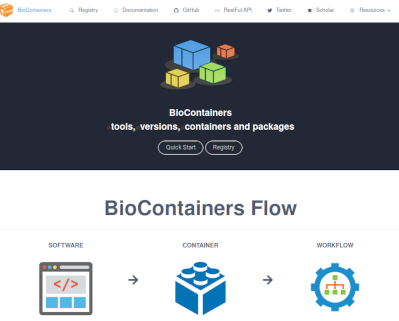 BioContainers
Registry
Documentation
GitHub
RestFul API
Twitter
Scholar
Resources
BioContainers
tools, versions, containers and packages
Quick Start
Registry
BioContainers Flow
SOFTWARE
CONTAINER
WORKFLOW
</>